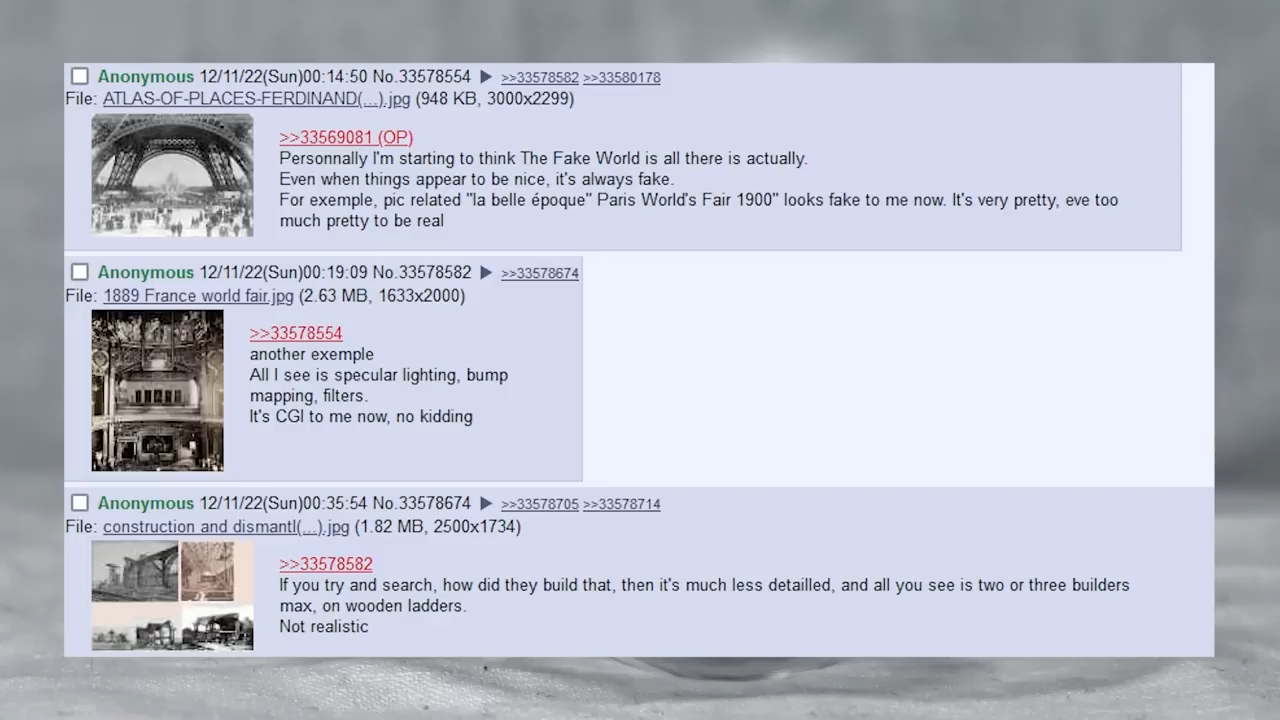 Anonymous 12/11/22(Sun)00:14:50 No.33578554 ▶ >>33578582 >>33580178
File: ATLAS-OF-PLACES-FERDINAND(...).jpg (948 KB, 3000x2299)
>>33569081 (OP)
Personnally I'm starting to think The Fake World is all there is actually.
Even when things appear to be nice, it's always fake.
For exemple, pic related "la belle époque" Paris World's Fair 1900" looks fake to me now. It's very pretty, eve too
much pretty to be real
Anonymous 12/11/22(Sun)00:19:09 No.33578582 ▶ >>33578674
File: 1889 France world fair.jpg (2.63 MB, 1633x2000)
>>33578554
another exemple
All I see is specular lighting, bump
mapping, filters.
It's CGI to me now, no kidding
Anonymous 12/11/22(Sun)00:35:54 No.33578674 ▶ >>33578705 >>33578714
File: construction and dismantl(...).jpg (1.82 MB, 2500x1734)
>>33578582
If you try and search, how did they build that, then it's much less detailled, and all you see is two or three builders
max, on wooden ladders.
Not realistic